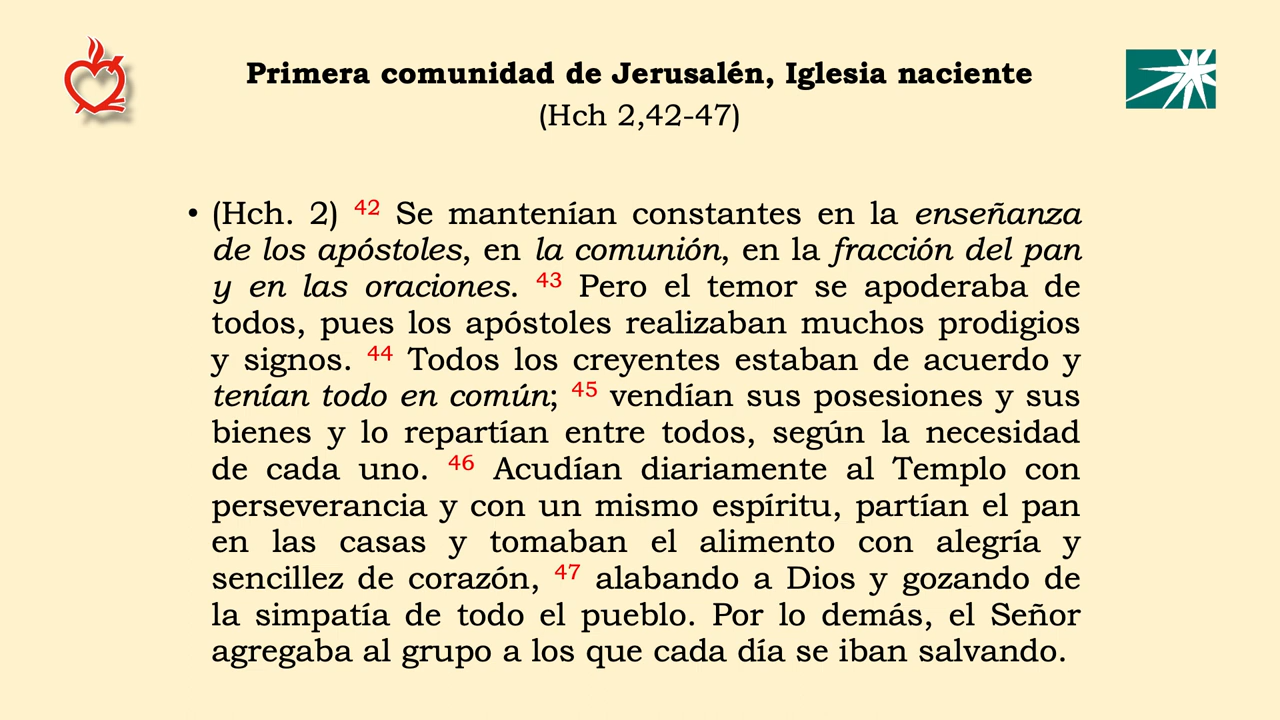 Primera comunidad de Jerusalén, Iglesia naciente
(Hch 2,42-47)
• (Hch. 2) 42 Se mantenían constantes en la enseñanza
de los apóstoles, en la comunión, en la fracción del pan
y en las oraciones. 43 Pero el temor se apoderaba de
todos, pues los apóstoles realizaban muchos prodigios
y signos. 44 Todos los creyentes estaban de acuerdo y
tenían todo en común; 45 vendían sus posesiones y sus
bienes y lo repartían entre todos, según la necesidad
de cada uno. 46 Acudían diariamente al Templo con
perseverancia y con un mismo espíritu, partían el pan
en las casas y tomaban el alimento con alegría y
sencillez de corazón, 47 alabando a Dios y gozando de
la simpatía de todo el pueblo. Por lo demás, el Señor
agregaba al grupo a los que cada día se iban salvando.